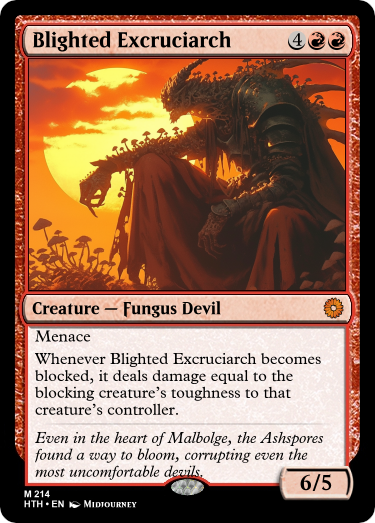 Blighted Excruciarch 4
Creature — Fungus Devil
Menace
Whenever Blighted Excruciarch becomes
blocked, it deals damage equal to the
blocking creature's toughness to that
creature's controller.
Even in the heart of Malbolge, the Ashspores
found a way to bloom, corrupting even the
most uncomfortable devils.
6/5
M 214
HTH • EN Midjourney